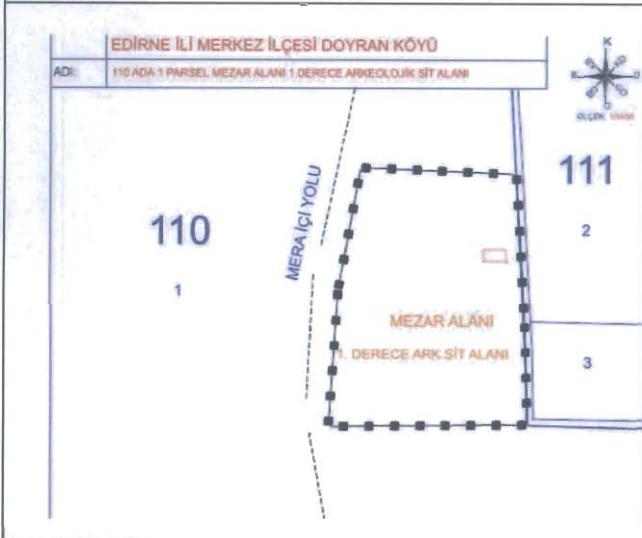 EDİRNE İLİ MERKEZ İLÇESİ DOYRAN KÖYÜ
ADI:
110 ADA 1 PARSEL MEZAR ALANI 1.DERECE ARKEOLOJİK SİT ALANI
K
ÖLÇEK
110
1
MERA İÇİ YOLU
111
2
MEZAR ALANI
1. DERECE ARK.SİT ALANI
3